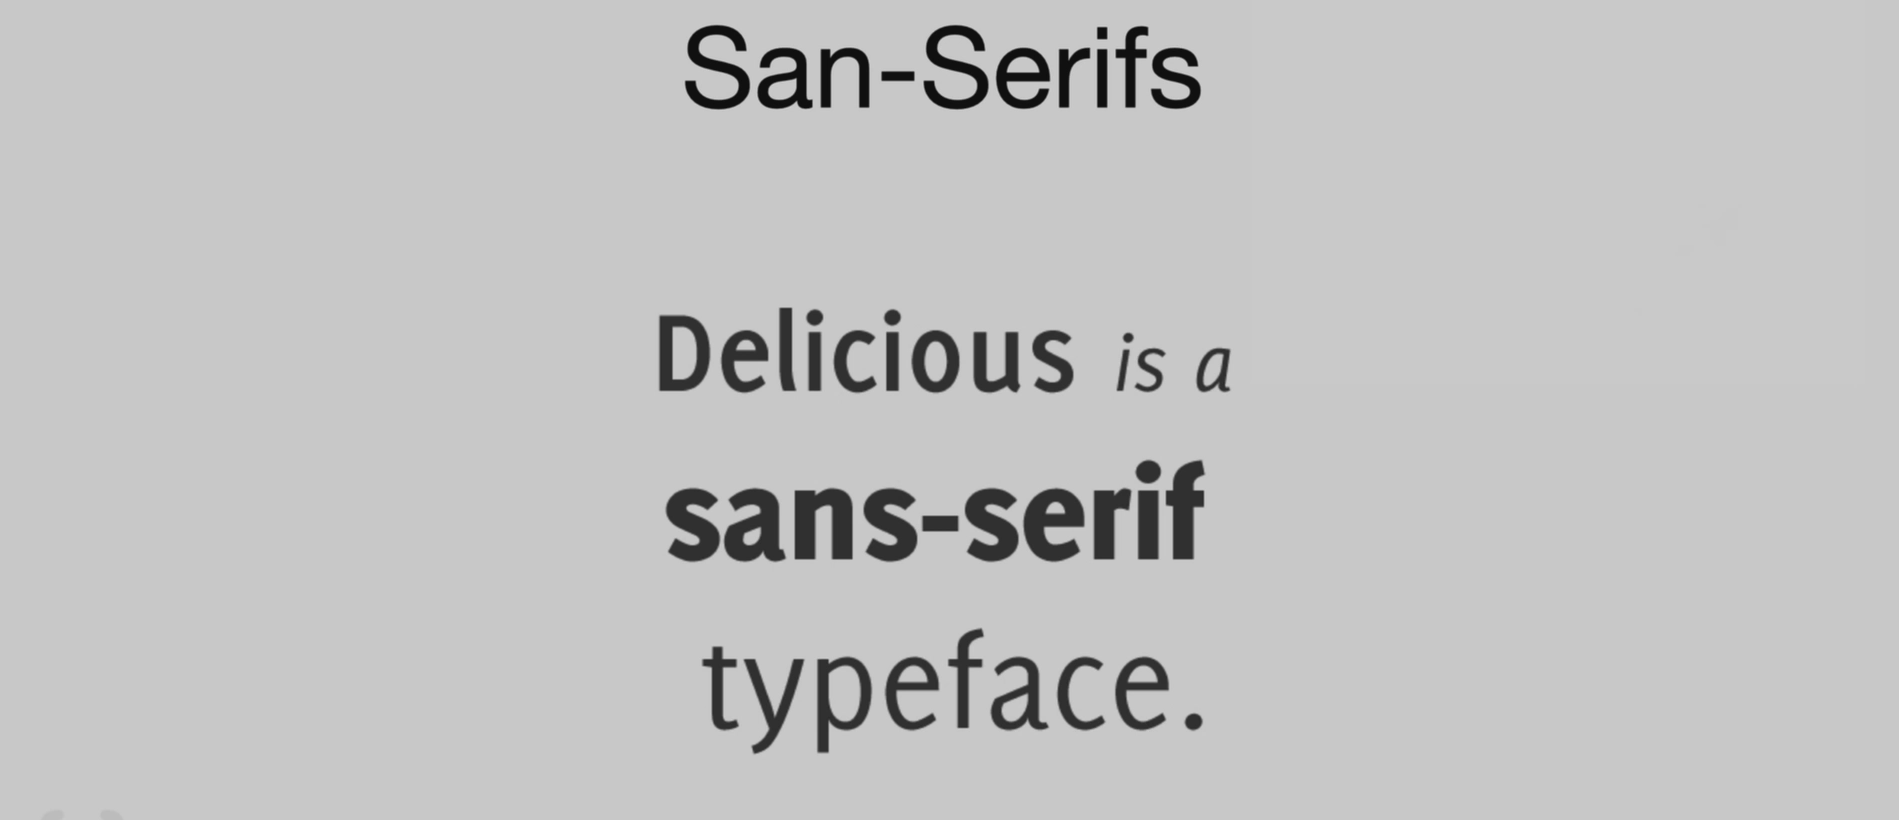 San-Serifs
Delicious is a
sans-serif
typeface.